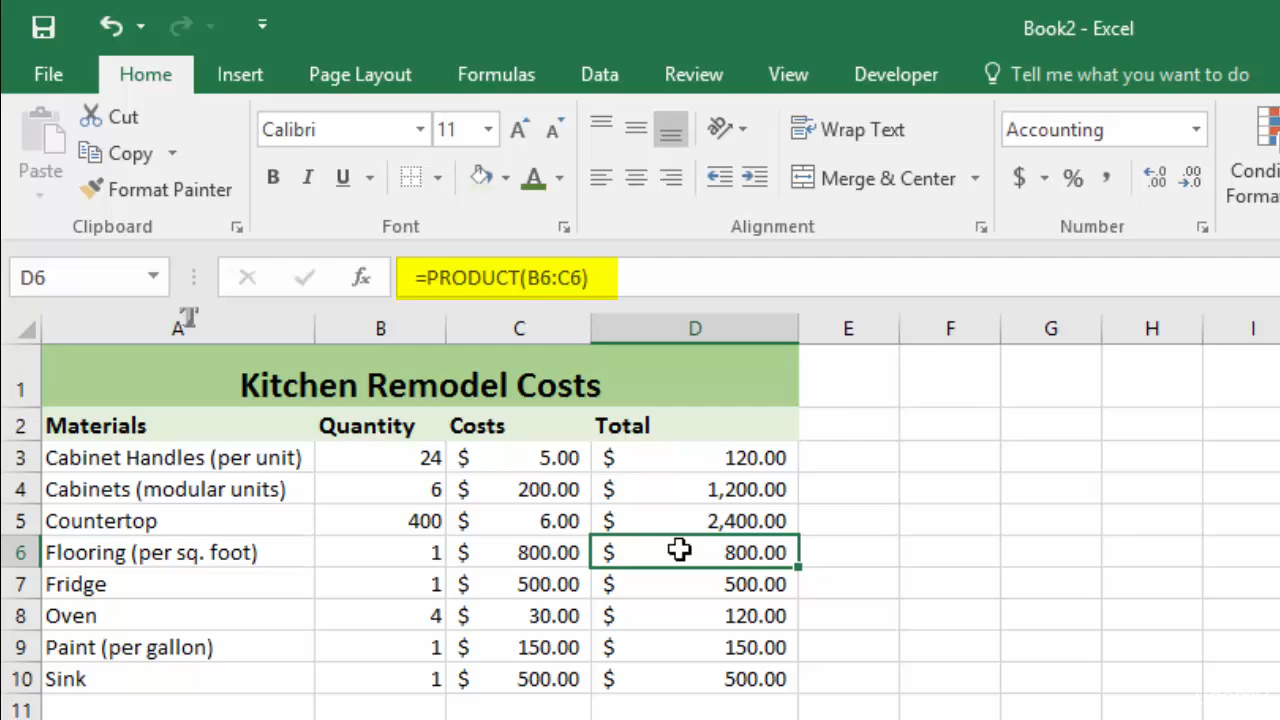 Book2 - Excel
File Home Insert Page Layout Formulas Data Review View Developer Tell me what you want to do
Cut
Copy
Format Painter
Paste
Clipboard
Calibri 11
B I U A
Font
Wrap Text
Merge & Center
Alignment
Accounting
$ % , .00 .00
Number
Condi
Forma
D6 fx =PRODUCT(B6:C6)
A B C D E F G H I
1 Kitchen Remodel Costs
2 Materials Quantity Costs Total
3 Cabinet Handles (per unit) 24 $ 5.00 $ 120.00
4 Cabinets (modular units) 6 $ 200.00 $ 1,200.00
5 Countertop 400 $ 6.00 $ 2,400.00
6 Flooring (per sq. foot) 1 $ 800.00 $ 800.00
7 Fridge 1 $ 500.00 $ 500.00
8 Oven 4 $ 30.00 $ 120.00
9 Paint (per gallon) 1 $ 150.00 $ 150.00
10 Sink 1 $ 500.00 $ 500.00
11